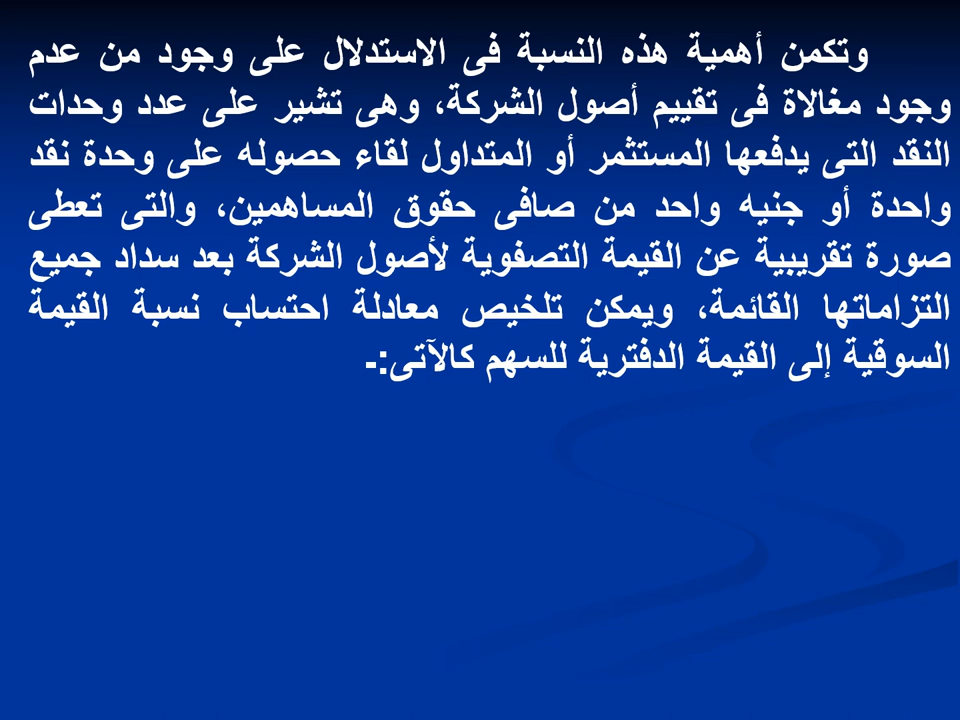 وتكمن أهمية هذه النسبة فى الاستدلال على وجود من عدم
وجود مغالاة فى تقييم أصول الشركة، وهى تشير على عدد وحدات
النقد التى يدفعها المستثمر أو المتداول لقاء حصوله على وحدة نقد
واحدة أو جنيه واحد من صافى حقوق المساهمين، والتى تعطى
صورة تقريبية عن القيمة التصفوية لأصول الشركة بعد سداد جميع
التزاماتها القائمة، ويمكن تلخيص معادلة احتساب نسبة القيمة
السوقية إلى القيمة الدفترية للسهم كالآتى:-